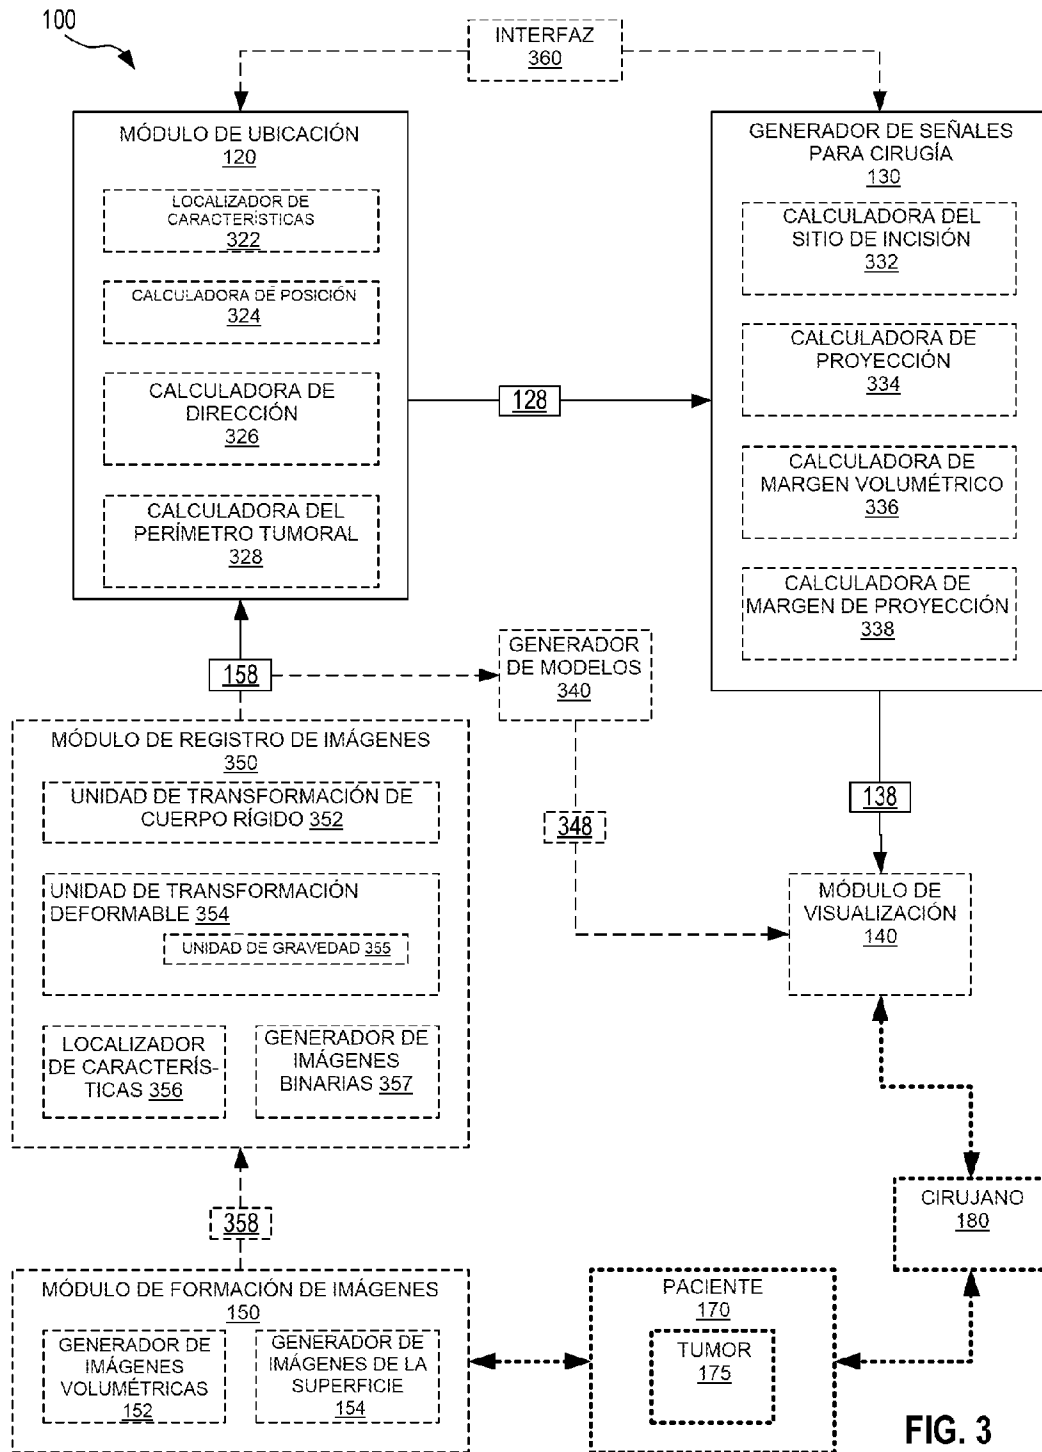 100
INTERFAZ
360
MÓDULO DE UBICACIÓN
120
LOCALIZADOR DE
CARACTERÍSTICAS
322
CALCULADORA DE POSICIÓN
324
CALCULADORA DE
DIRECCIÓN
326
CALCULADORA DEL
PERÍMETRO TUMORAL
328
128
GENERADOR DE SEÑALES
PARA CIRUGÍA
130
CALCULADORA DEL
SITIO DE INCISIÓN
332
CALCULADORA DE
PROYECCIÓN
334
CALCULADORA DE
MARGEN VOLUMÉTRICO
336
CALCULADORA DE
MARGEN DE PROYECCIÓN
338
158
GENERADOR
DE MODELOS
340
MÓDULO DE REGISTRO DE IMÁGENES
350
UNIDAD DE TRANSFORMACIÓN DE
CUERPO RÍGIDO 352
UNIDAD DE TRANSFORMACIÓN
DEFORMABLE 354
UNIDAD DE GRAVEDAD 355
LOCALIZADOR
DE CARACTERÍS-
TICAS 356
GENERADOR DE
IMÁGENES
BINARIAS 357
348
138
MÓDULO DE
VISUALIZACIÓN
140
358
CIRUJANO
180
MÓDULO DE FORMACIÓN DE IMÁGENES
150
GENERADOR DE
IMÁGENES
VOLUMÉTRICAS
152
GENERADOR DE
IMÁGENES DE LA
SUPERFICIE
154
PACIENTE
170
TUMOR
175
FIG. 3